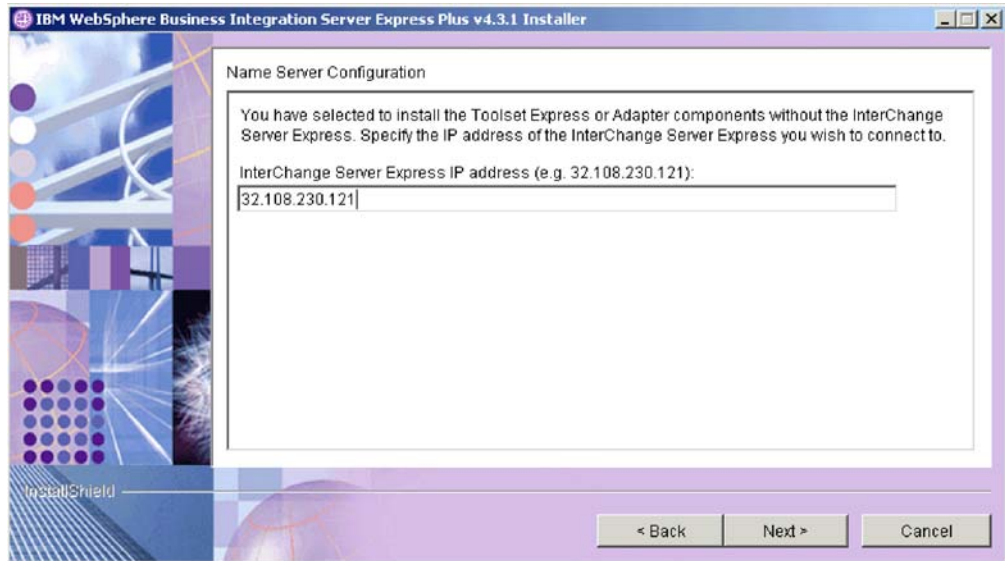 IBM WebSphere Business Integration Server Express Plus v4.3.1 Installer
Name Server Configuration
You have selected to install the Toolset Express or Adapter components without the InterChange
Server Express. Specify the IP address of the InterChange Server Express you wish to connect to.
InterChange Server Express IP address (e.g. 32.108.230.121):
32.108.230.121
InstallShield
< Back
Next >
Cancel